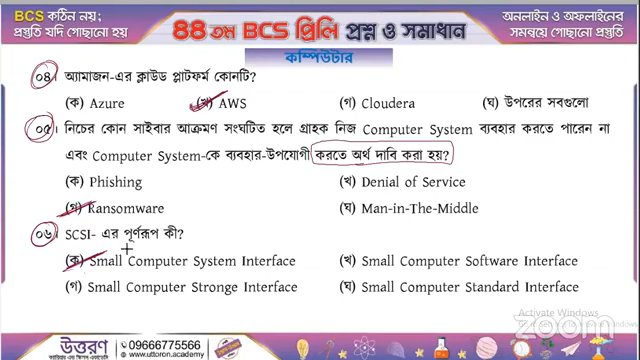 BCS কঠিন নয়;
প্রস্তুতি যদি গোছানো হয়
৪৪ তম BCS প্রিলি প্রশ্ন ও সমাধান
অনলাইন ও অফলাইনের
সমন্বয়ে গোছানো প্রস্তুতি
কম্পিউটার
০৪। অ্যামাজন-এর ক্লাউড প্লাটফর্ম কোনটি?
(ক) Azure (খ) AWS (গ) Cloudera (ঘ) উপরের সবগুলো
০৫। নিচের কোন সাইবার আক্রমণ সংঘটিত হলে গ্রাহক নিজ Computer System ব্যবহার করতে পারেন না
এবং Computer System-কে ব্যবহার-উপযোগী করতে অর্থ দাবি করা হয়?
(ক) Phishing (খ) Denial of Service
(গ) Ransomware (ঘ) Man-in-The-Middle
০৬। SCSI- এর পূর্ণরূপ কী?
(ক) Small Computer System Interface (খ) Small Computer Software Interface
(গ) Small Computer Stronge Interface (ঘ) Small Computer Standard Interface
Activate Windows
zoom
উত্তরণ
09666775566
www.uttoron.academy